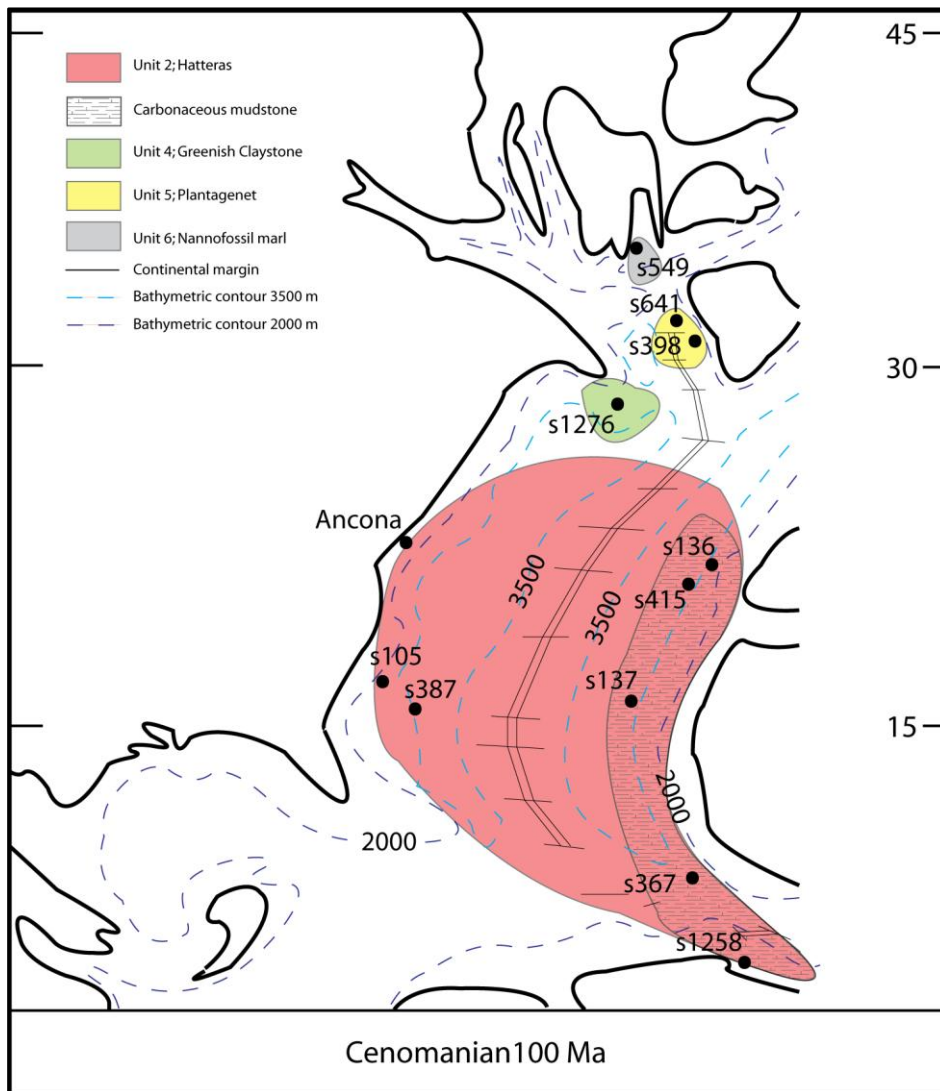 45
Unit 2; Hatteras
Carbonaceous mudstone
Unit 4; Greenish Claystone
Unit 5; Plantagenet
Unit 6; Nannofossil marl
Continental margin
Bathymetric contour 3500 m
Bathymetric contour 2000 m
s549
s641
s398
30
s1276
Ancona
s136
3500
s415
3500
s105
s387
s137
15
2000
2000
s367
s1258
Cenomanian100 Ma